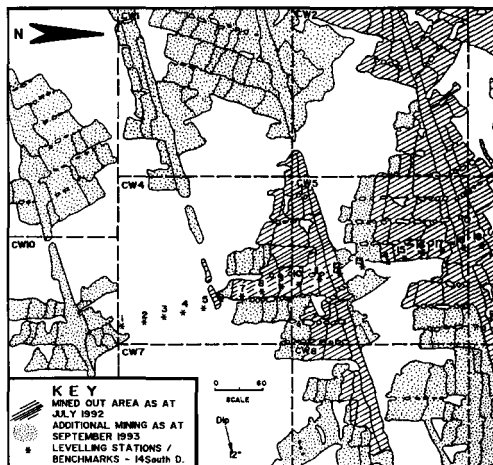 N
CW1
CW2
CW4
CW5
CW10
1
2
3
4
5
CW7
CW8
KEY
MINED OUT AREA AS AT
JULY 1992
ADDITIONAL MINING AS AT
SEPTEMBER 1993
LEVELLING STATIONS /
BENCHMARKS - 14South D.
0 60
SCALE
Dip
2°